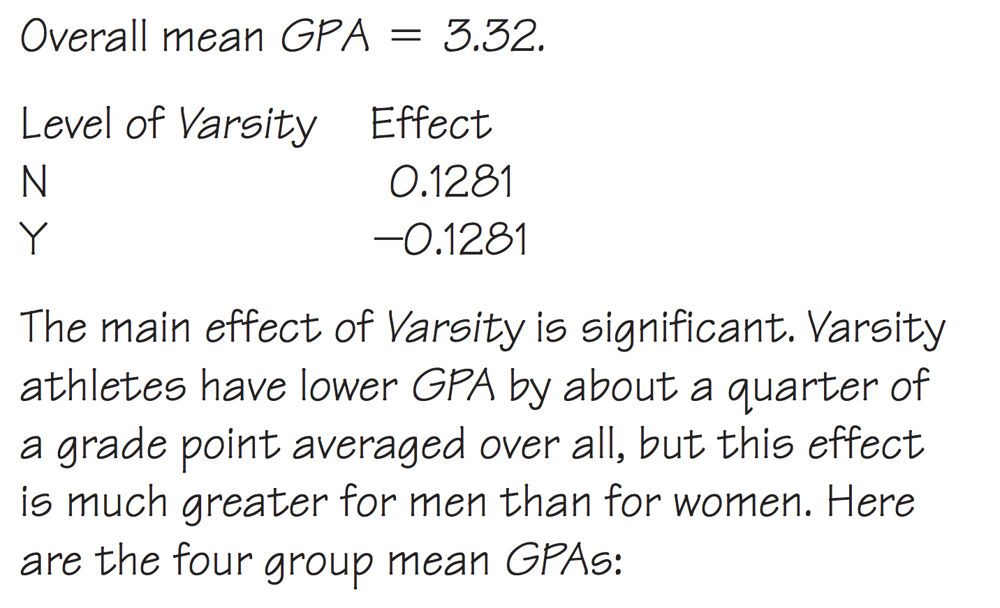 Overall mean GPA = 3.32.
Level of Varsity Effect
N 0.1281
Y −0.1281
The main effect of Varsity is significant. Varsity
athletes have lower GPA by about a quarter of
a grade point averaged over all, but this effect
is much greater for men than for women. Here
are the four group mean GPAs: